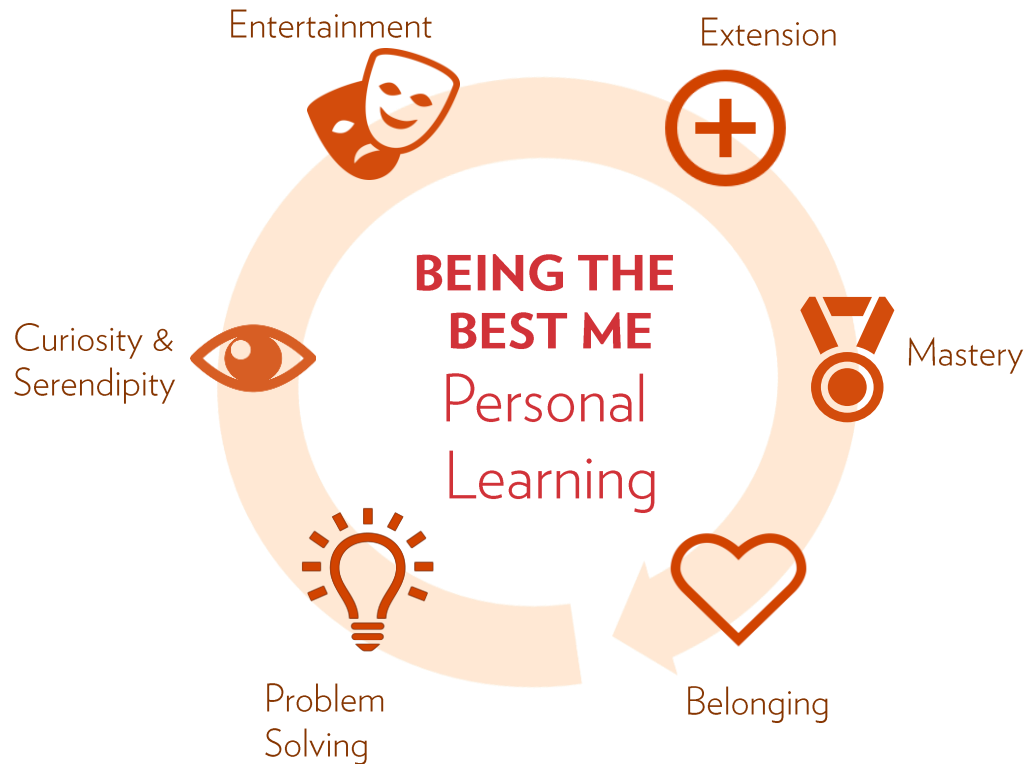 Entertainment
Extension
BEING THE
BEST ME
Personal
Learning
Curiosity &
Serendipity
Mastery
Problem
Solving
Belonging